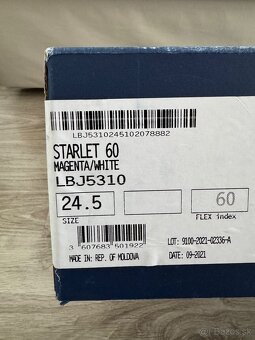 LBJ5310245102078882
STARLET 60
MAGENTA/WHITE
LBJ5310
24.5
60
SIZE
FLEX index
3 607683 501922
LOT: 9100-2021-02336-A
MADE IN: REP. OF MOLDOVA
DATE: 09-2021